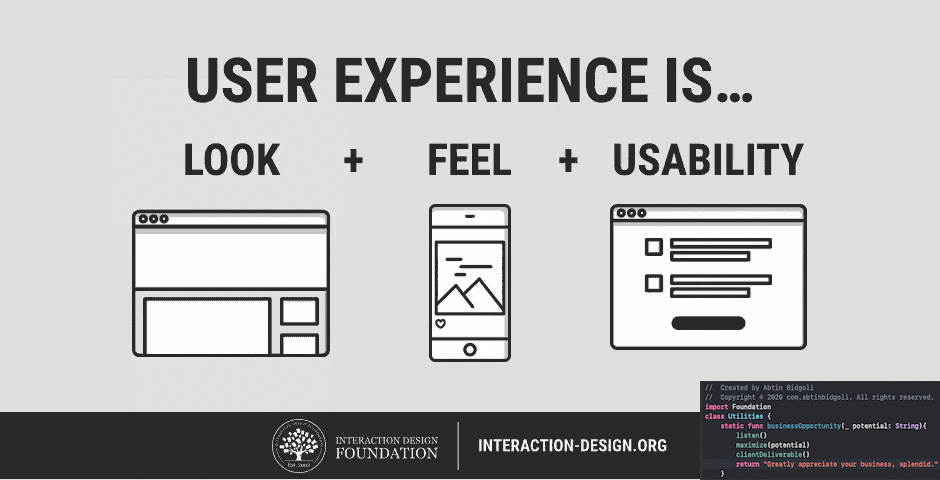 USER EXPERIENCE IS...
LOOK + FEEL + USABILITY
INTERACTION DESIGN
FOUNDATION
Est. 2002
INTERACTION-DESIGN.ORG
// Created by Abtin Bidgoli
// Copyright © 2020 com.abtinbidgoli. All rights reserved.
import Foundation
class Utilities {
static func businessOpportunity(_ potential: String){
listen()
maximize(potential)
clientDeliverable()
return "Greatly appreciate your business, splendid."
}